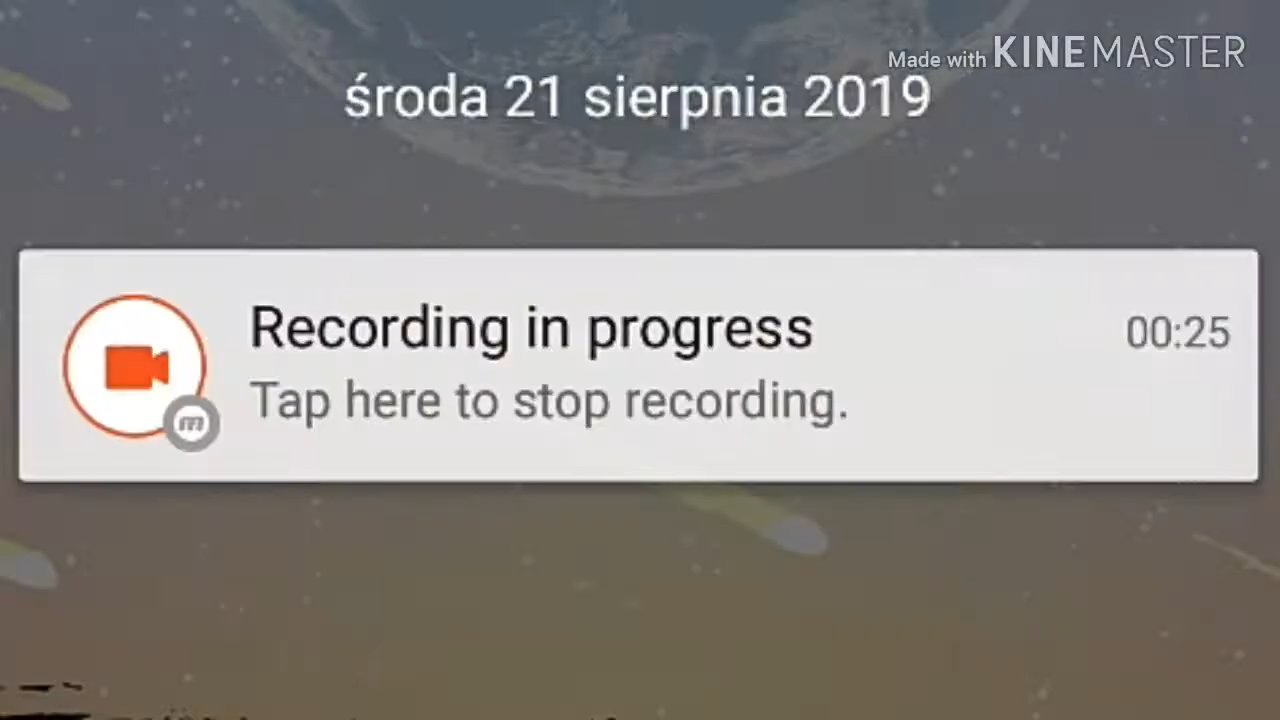 Made with KINEMASTER
środa 21 sierpnia 2019
Recording in progress
00:25
Tap here to stop recording.
m